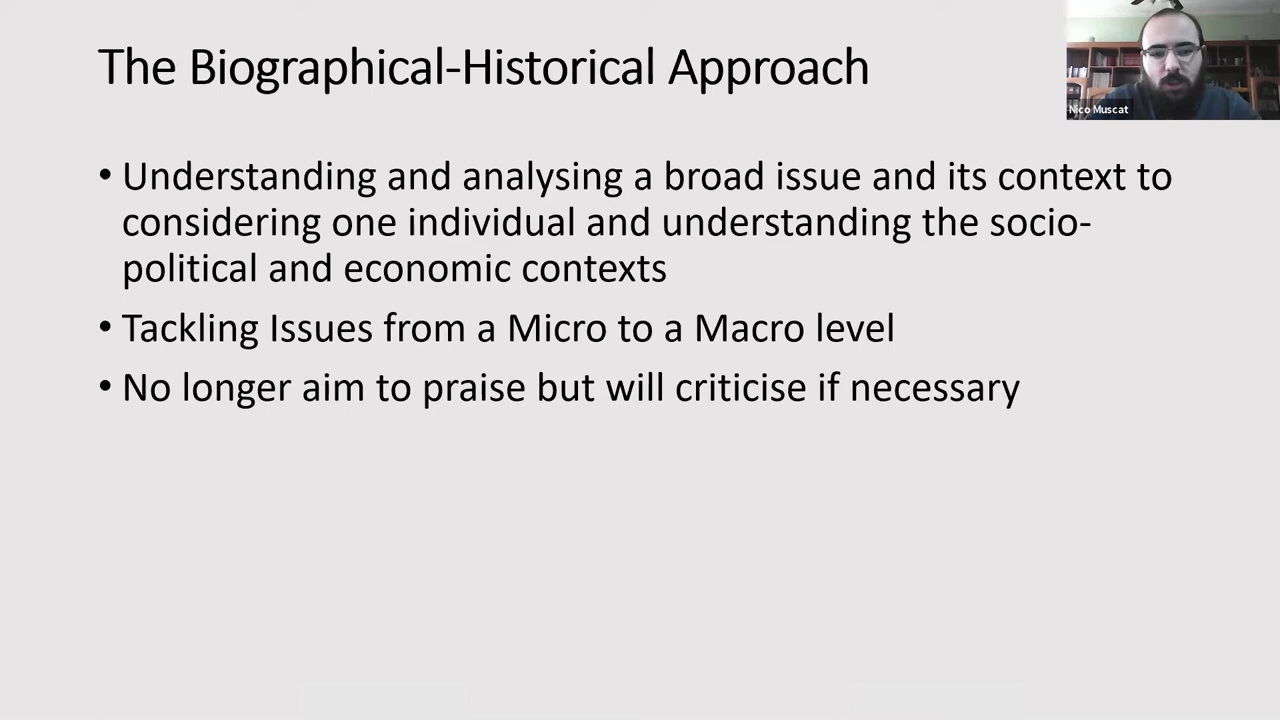 The Biographical-Historical Approach
Nico Muscat
• Understanding and analysing a broad issue and its context to
considering one individual and understanding the socio-
political and economic contexts
• Tackling Issues from a Micro to a Macro level
• No longer aim to praise but will criticise if necessary